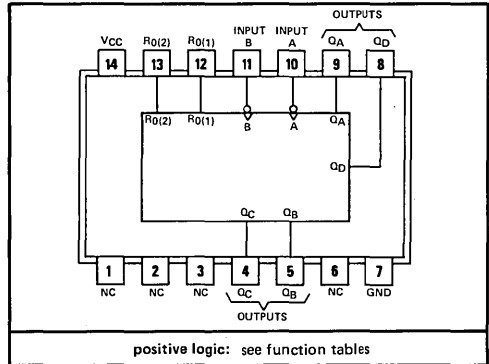 OUTPUTS
VCC R0(2) R0(1) INPUT B INPUT A QA QD
14 13 12 11 10 9 8
R0(2) R0(1) B A QA
QD
QC QB
1 2 3 4 5 6 7
NC NC NC QC QB NC GND
OUTPUTS
positive logic: see function tables